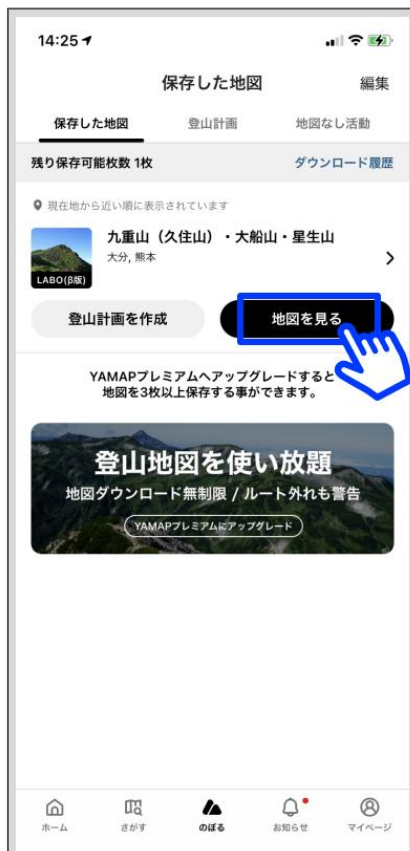 14:25
保存した地図
編集
保存した地図
登山計画
地図なし活動
残り保存可能枚数 1枚
ダウンロード履歴
現在地から近い順に表示されています
九重山（久住山）・大船山・星生山
大分, 熊本
LABO(β版)
登山計画を作成
地図を見る
YAMAPプレミアムへアップグレードすると
地図を3枚以上保存する事ができます。
登山地図を使い放題
地図ダウンロード無制限 / ルート外れも警告
YAMAPプレミアムにアップグレード
ホーム
さがす
のぼる
お知らせ
マイページ